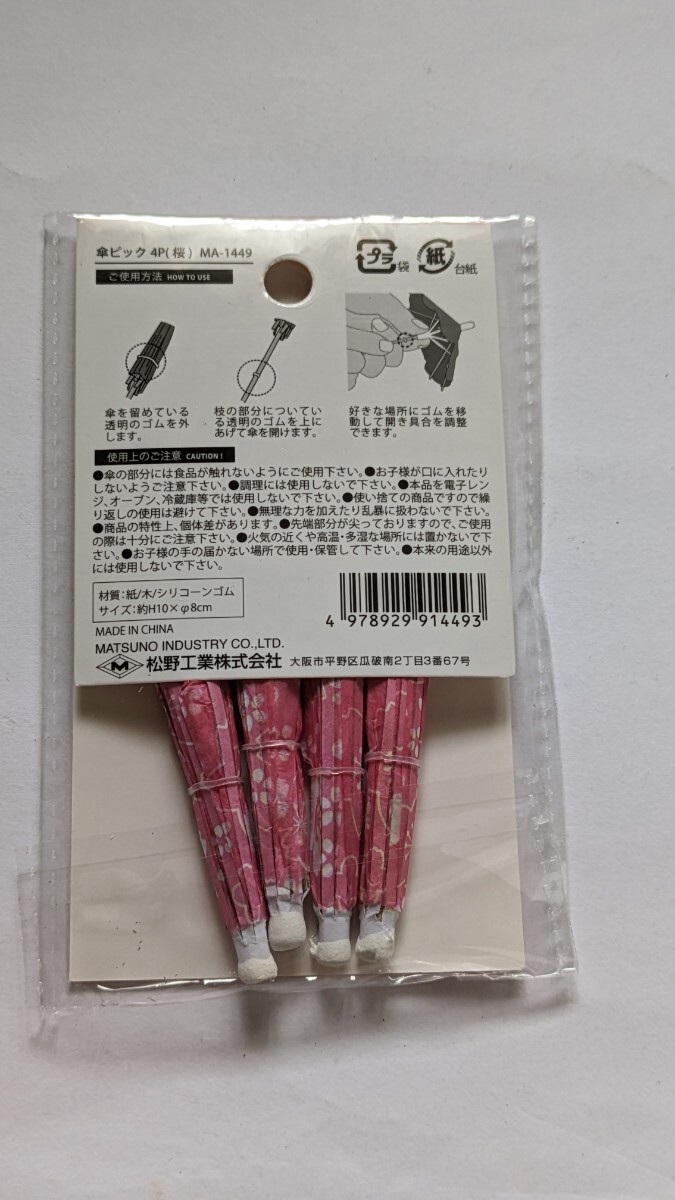 傘ピック 4P(桜) MA-1449
プラ 袋
紙 台紙
ご使用方法 HOW TO USE
傘を留めている
透明のゴムを外
します。
枝の部分についてい
る透明のゴムを上に
あげて傘を開けます。
好きな場所にゴムを移
動して開き具合を調整
できます。
使用上のご注意 CAUTION!
●傘の部分には食品が触れないようにご使用下さい。●お子様が口に入れたり
しないようご注意下さい。●調理には使用しないで下さい。●本品を電子レン
ジ、オーブン、冷蔵庫等では使用しないで下さい。●使い捨ての商品ですので繰
り返しの使用は避けて下さい。●無理な力を加えたり乱暴に扱わないで下さい。
●商品の特性上、個体差があります。●先端部分が尖っておりますので、ご使用
の際は十分にご注意下さい。●火気の近くや高温・多湿な場所には置かないで下
さい。●お子様の手の届かない場所で使用・保管して下さい。●本来の用途以外
には使用しないで下さい。
材質：紙/木/シリコーンゴム
サイズ：約H10×φ8cm
MADE IN CHINA
MATSUNO INDUSTRY CO.,LTD.
M 松野工業株式会社 大阪市平野区瓜破南2丁目3番67号
4 978929 914493